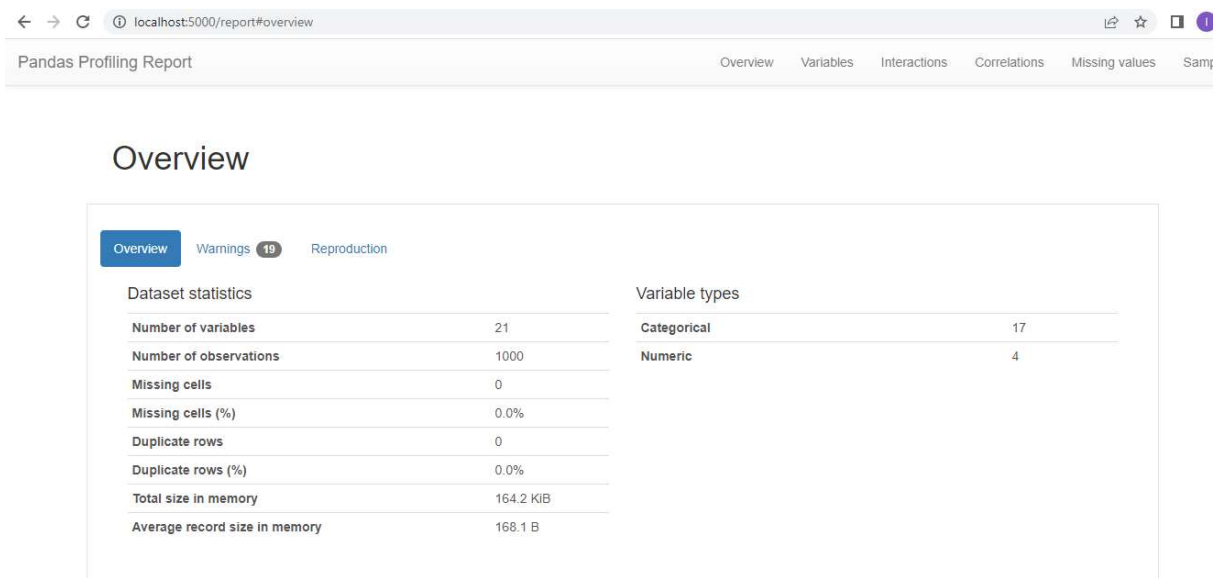 localhost:5000/report#overview
Pandas Profiling Report Overview Variables Interactions Correlations Missing values
Overview
Overview Warnings 19 Reproduction
Dataset statistics
Number of variables 21
Number of observations 1000
Missing cells 0
Missing cells (%) 0.0%
Duplicate rows 0
Duplicate rows (%) 0.0%
Total size in memory 164.2 KiB
Average record size in memory 168.1 B
Variable types
Categorical 17
Numeric 4